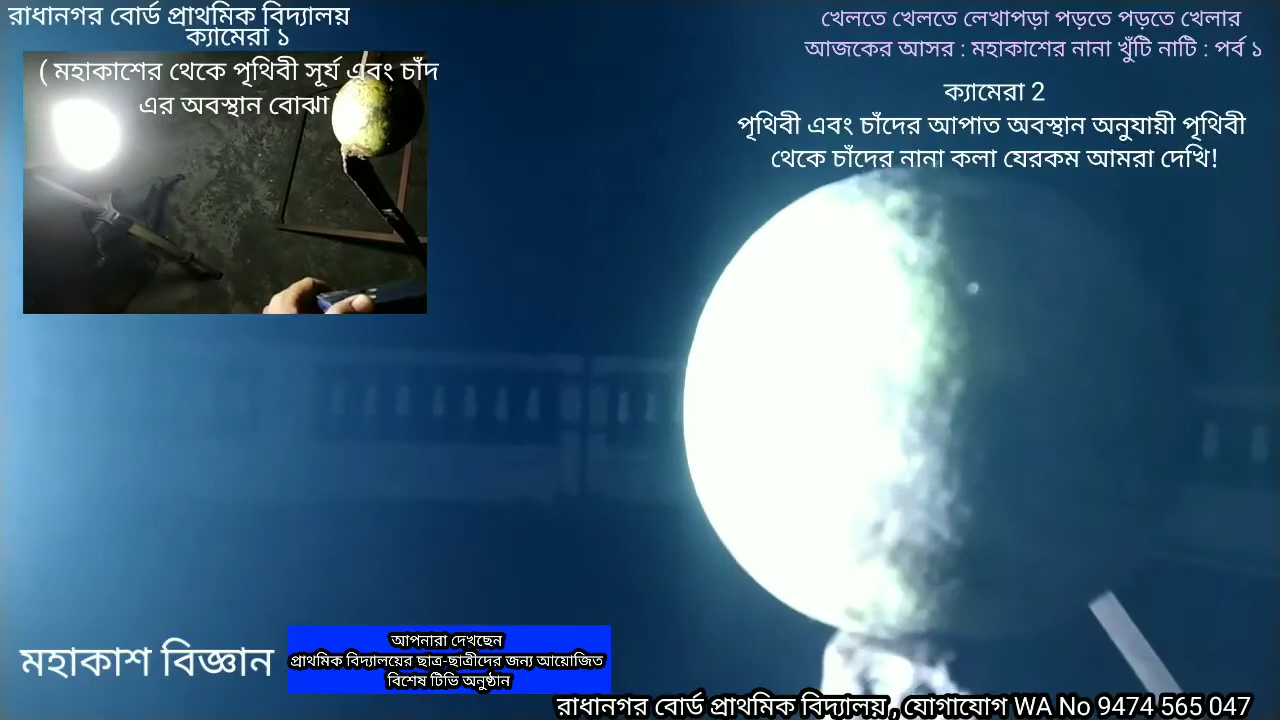 রাধানগর বোর্ড প্রাথমিক বিদ্যালয়
ক্যামেরা ১
( মহাকাশের থেকে পৃথিবী সূর্য এবং চাঁদ
এর অবস্থান বোঝা
খেলতে খেলতে লেখাপড়া পড়তে পড়তে খেলার
আজকের আসর : মহাকাশের নানা খুঁটি নাটি : পর্ব ১
ক্যামেরা 2
পৃথিবী এবং চাঁদের আপাত অবস্থান অনুযায়ী পৃথিবী
থেকে চাঁদের নানা কলা যেরকম আমরা দেখি!
মহাকাশ বিজ্ঞান
আপনারা দেখছেন
প্রাথমিক বিদ্যালয়ের ছাত্র-ছাত্রীদের জন্য আয়োজিত
বিশেষ টিভি অনুষ্ঠান
রাধানগর বোর্ড প্রাথমিক বিদ্যালয় , যোগাযোগ WA No 9474 565 047